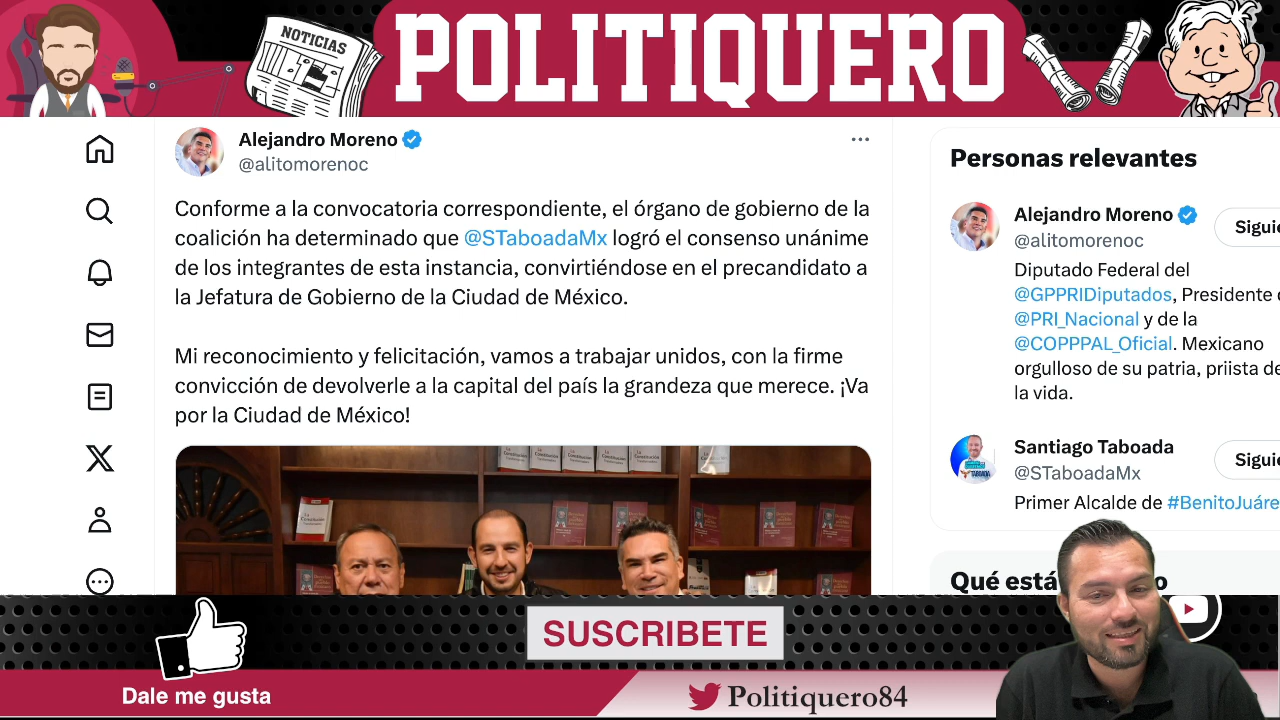 NOTICIAS
POLITIQUERO
Alejandro Moreno
@alitomorenoc
Conforme a la convocatoria correspondiente, el órgano de gobierno de la
coalición ha determinado que @STaboadaMx logró el consenso unánime
de los integrantes de esta instancia, convirtiéndose en el precandidato a
la Jefatura de Gobierno de la Ciudad de México.
Mi reconocimiento y felicitación, vamos a trabajar unidos, con la firme
convicción de devolverle a la capital del país la grandeza que merece. ¡Va
por la Ciudad de México!
Personas relevantes
Alejandro Moreno
@alitomorenoc
Siguie
Diputado Federal del
@GPPRIDiputados, Presidente
@PRI_Nacional y de la
@COPPPAL_Oficial. Mexicano
orgulloso de su patria, priista de
la vida.
Santiago Taboada
@STaboadaMx
Siguie
Primer Alcalde de #BenitoJuáre
Qué está
SUSCRIBETE
Dale me gusta
Politiquero84